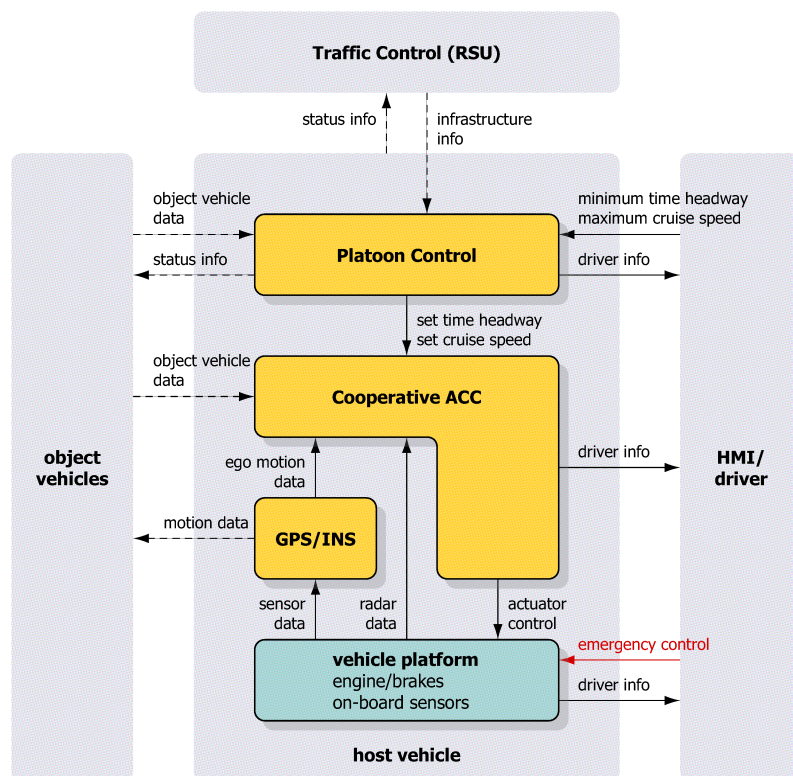 Traffic Control (RSU)
status info
infrastructure
info
object vehicle
data
minimum time headway
maximum cruise speed
Platoon Control
status info
driver info
set time headway
set cruise speed
object vehicle
data
Cooperative ACC
object
vehicles
ego motion
data
driver info
HMI/
driver
motion data
GPS/INS
sensor
data
radar
data
actuator
control
emergency control
vehicle platform
engine/brakes
on-board sensors
driver info
host vehicle